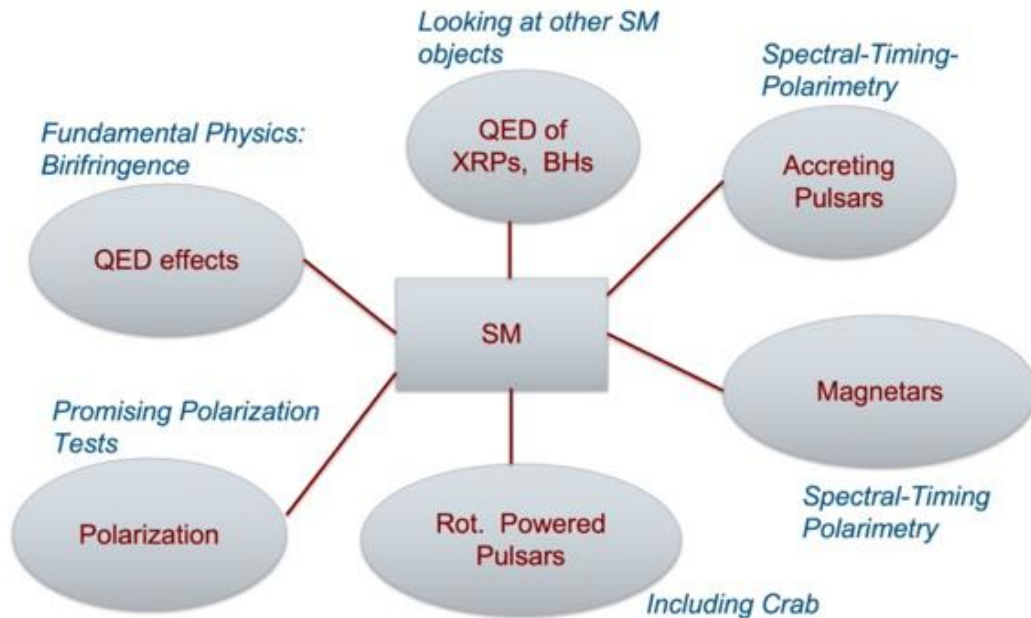 Looking at other SM
objects
QED of
XRPs, BHs
Spectral-Timing-
Polarimetry
Accreting
Pulsars
Fundamental Physics:
Birifringence
QED effects
SM
Magnetars
Spectral-Timing
Polarimetry
Promising Polarization
Tests
Polarization
Rot. Powered
Pulsars
Including Crab